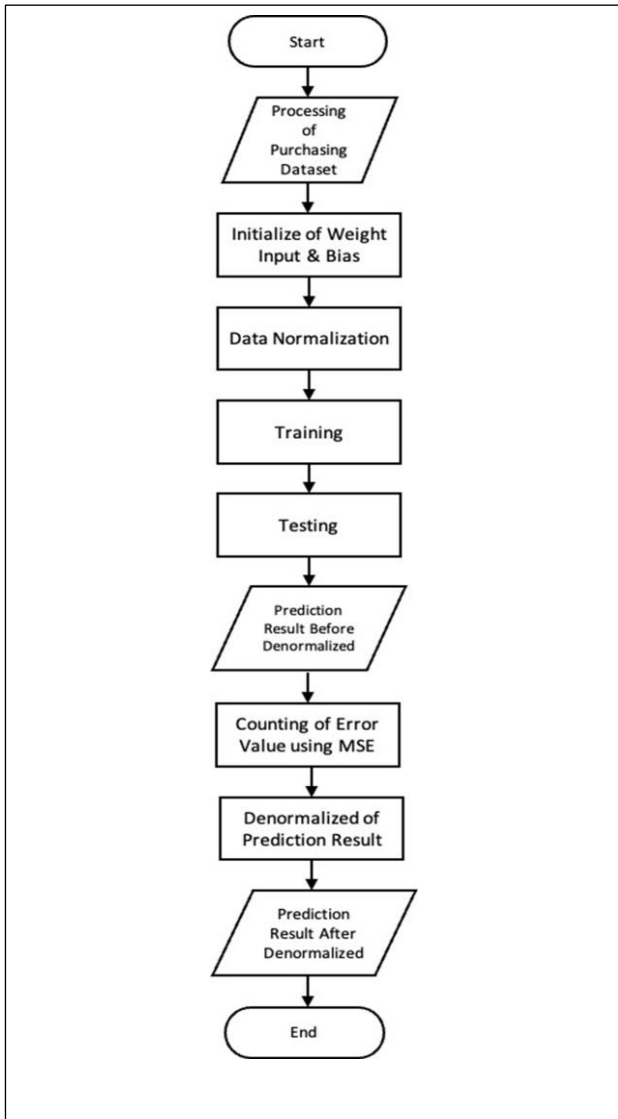 Start
Processing
of
Purchasing
Dataset
Initialize of Weight
Input & Bias
Data Normalization
Training
Testing
Prediction
Result Before
Denormalized
Counting of Error
Value using MSE
Denormalized of
Prediction Result
Prediction
Result After
Denormalized
End